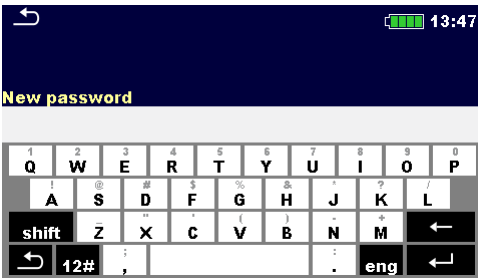 13:47
New password
1 2 3 4 5 6 7 8 9 0
Q W E R T Y U I O P
! @ # $ % & * ? /
A S D F G H J K L
_ " ' ( ) - +
shift Z X C V B N M
; :
12# , . eng